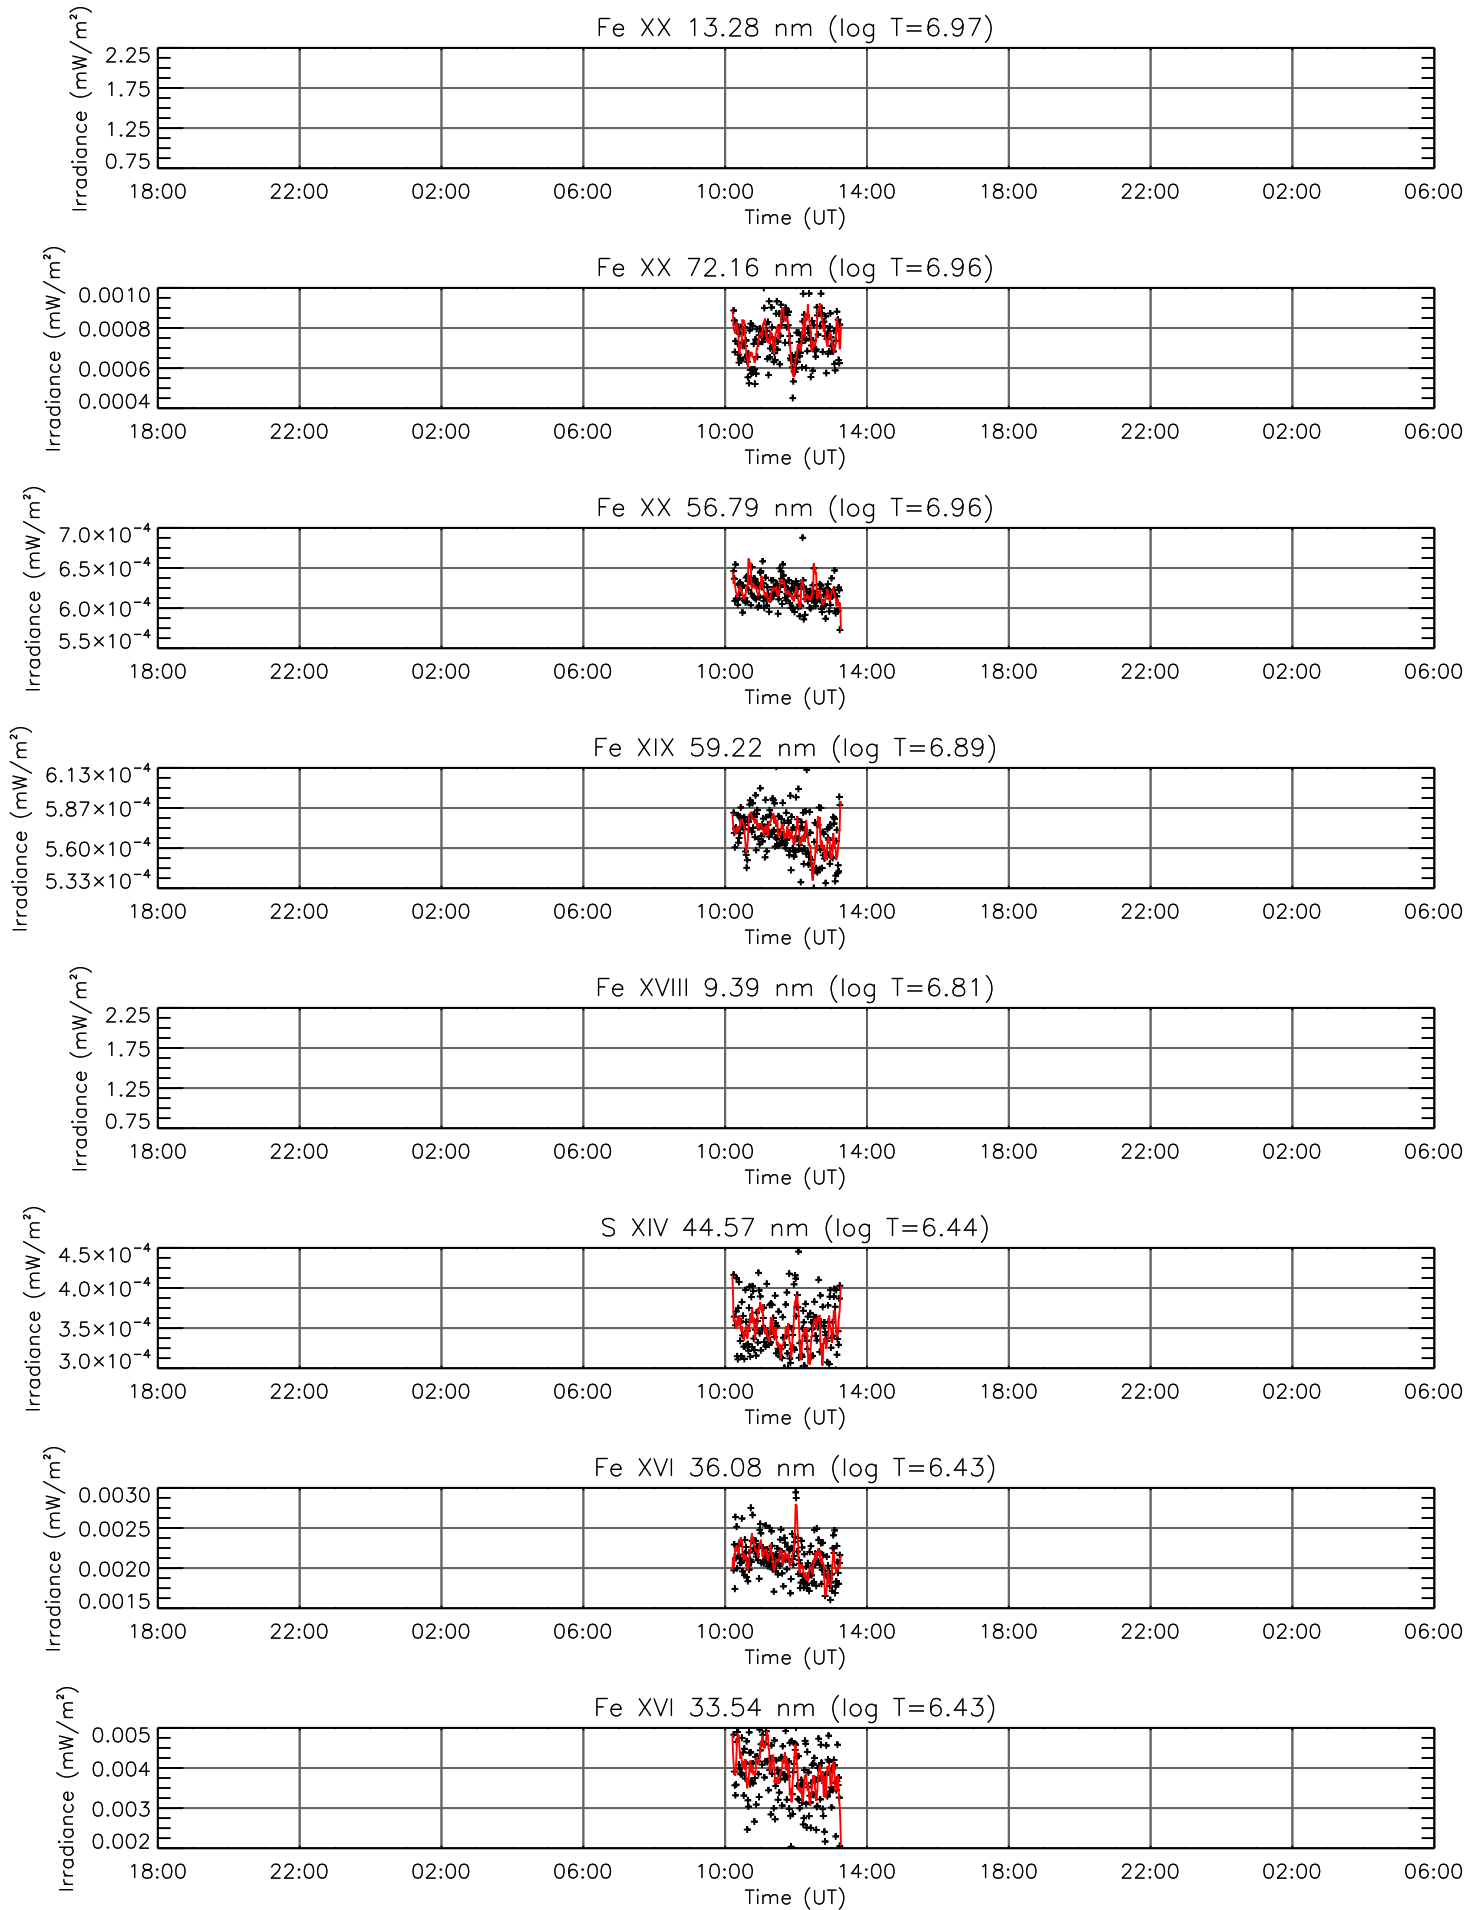 Fe XX 13.28 nm (log T=6.97)
Irradiance (mW/m²)
2.25
1.75
1.25
0.75
18:00 22:00 02:00 06:00 10:00 14:00 18:00 22:00 02:00 06:00
Time (UT)
Fe XX 72.16 nm (log T=6.96)
Irradiance (mW/m²)
0.0010
0.0008
0.0006
0.0004
18:00 22:00 02:00 06:00 10:00 14:00 18:00 22:00 02:00 06:00
Time (UT)
Fe XX 56.79 nm (log T=6.96)
Irradiance (mW/m²)
7.0×10⁻⁴
6.5×10⁻⁴
6.0×10⁻⁴
5.5×10⁻⁴
18:00 22:00 02:00 06:00 10:00 14:00 18:00 22:00 02:00 06:00
Time (UT)
Fe XIX 59.22 nm (log T=6.89)
Irradiance (mW/m²)
6.13×10⁻⁴
5.87×10⁻⁴
5.60×10⁻⁴
5.33×10⁻⁴
18:00 22:00 02:00 06:00 10:00 14:00 18:00 22:00 02:00 06:00
Time (UT)
Fe XVIII 9.39 nm (log T=6.81)
Irradiance (mW/m²)
2.25
1.75
1.25
0.75
18:00 22:00 02:00 06:00 10:00 14:00 18:00 22:00 02:00 06:00
Time (UT)
S XIV 44.57 nm (log T=6.44)
Irradiance (mW/m²)
4.5×10⁻⁴
4.0×10⁻⁴
3.5×10⁻⁴
3.0×10⁻⁴
18:00 22:00 02:00 06:00 10:00 14:00 18:00 22:00 02:00 06:00
Time (UT)
Fe XVI 36.08 nm (log T=6.43)
Irradiance (mW/m²)
0.0030
0.0025
0.0020
0.0015
18:00 22:00 02:00 06:00 10:00 14:00 18:00 22:00 02:00 06:00
Time (UT)
Fe XVI 33.54 nm (log T=6.43)
Irradiance (mW/m²)
0.005
0.004
0.003
0.002
18:00 22:00 02:00 06:00 10:00 14:00 18:00 22:00 02:00 06:00
Time (UT)